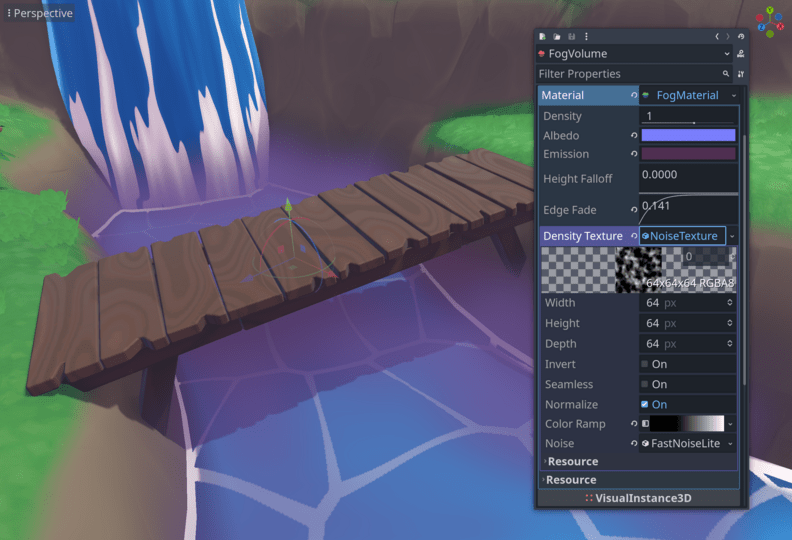 Perspective
FogVolume
Filter Properties
Material FogMaterial
Density 1
Albedo
Emission
Height Falloff 0.0000
Edge Fade 0.141
Density Texture NoiseTexture
0
64x64x64 RGBA8
Width 64 px
Height 64 px
Depth 64 px
Invert On
Seamless On
Normalize On
Color Ramp
Noise FastNoiseLite
Resource
Resource
VisualInstance3D